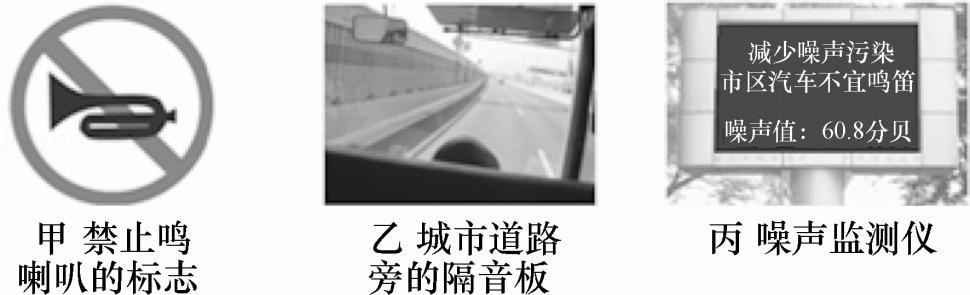 减少噪声污染
市区汽车不宜鸣笛
噪声值：60.8分贝
甲 禁止鸣
喇叭的标志
乙 城市道路
旁的隔音板
丙 噪声监测仪